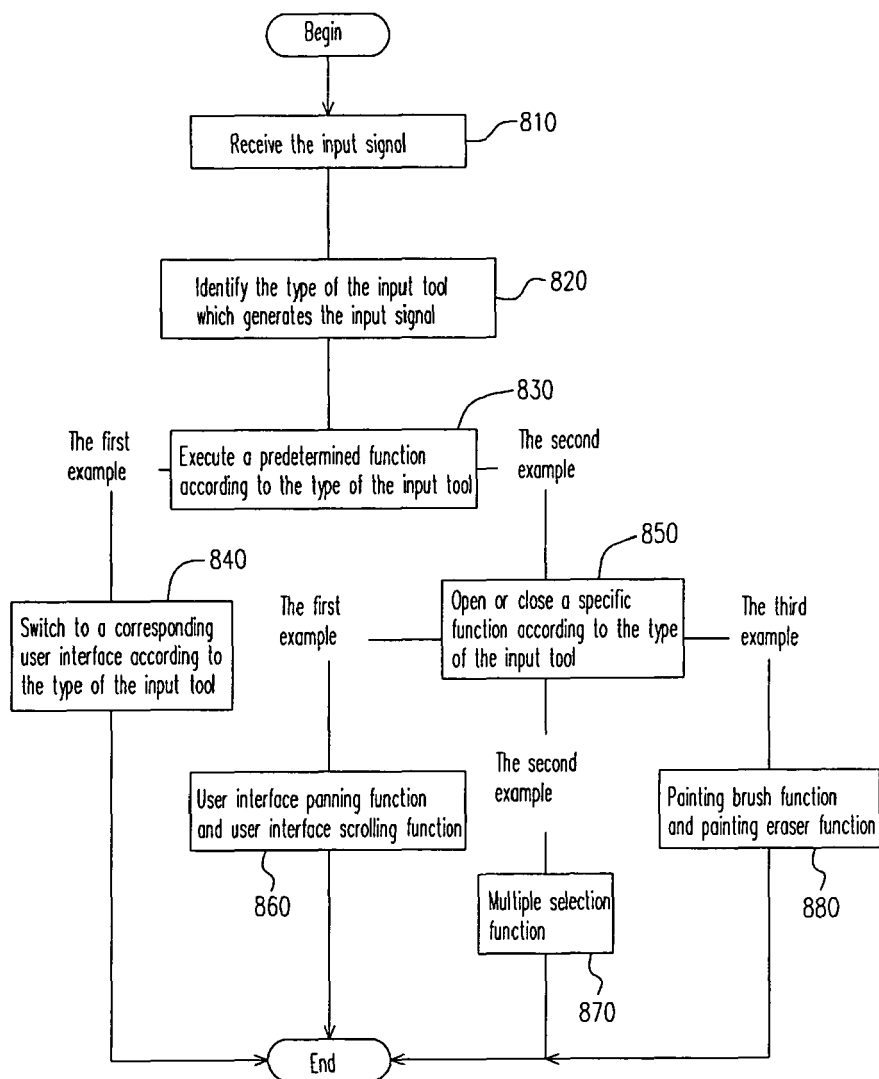 Begin
Receive the input signal
810
Identify the type of the input tool
which generates the input signal
820
830
The first
example
Execute a predetermined function
according to the type of the input tool
The second
example
840
850
Switch to a corresponding
user interface according to
the type of the input tool
The first
example
Open or close a specific
function according to the type
of the input tool
The third
example
The second
example
User interface panning function
and user interface scrolling function
860
Painting brush function
and painting eraser function
880
Multiple selection
function
870
End